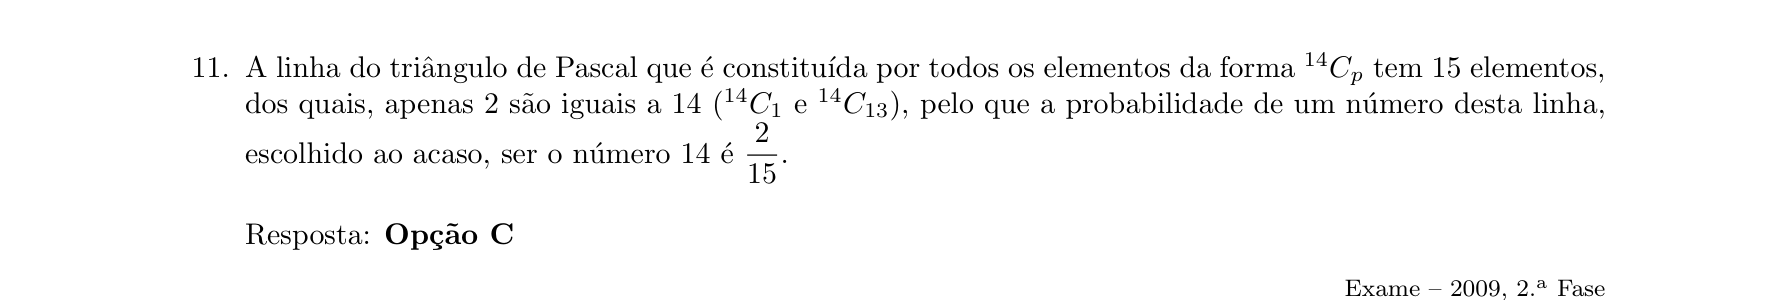 11. A linha do triângulo de Pascal que é constituída por todos os elementos da forma $^{14}C_p$ tem 15 elementos,
dos quais, apenas 2 são iguais a 14 ($^{14}C_1$ e $^{14}C_{13}$), pelo que a probabilidade de um número desta linha,
escolhido ao acaso, ser o número 14 é $\frac{2}{15}$.
Resposta: Opção C
Exame – 2009, 2.ª Fase